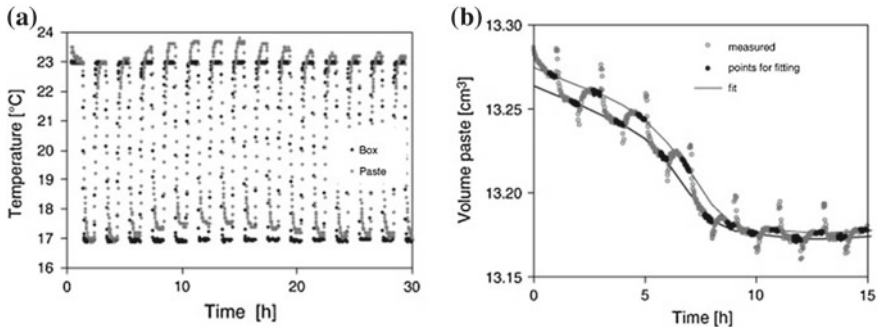 (a)
24
23
22
21
20
19
18
17
16
Temperature [°C]
Box
Paste
0
10
20
30
Time [h]
(b)
13.30
13.25
13.20
13.15
Volume paste [cm³]
measured
points for fitting
fit
0
5
10
15
Time [h]